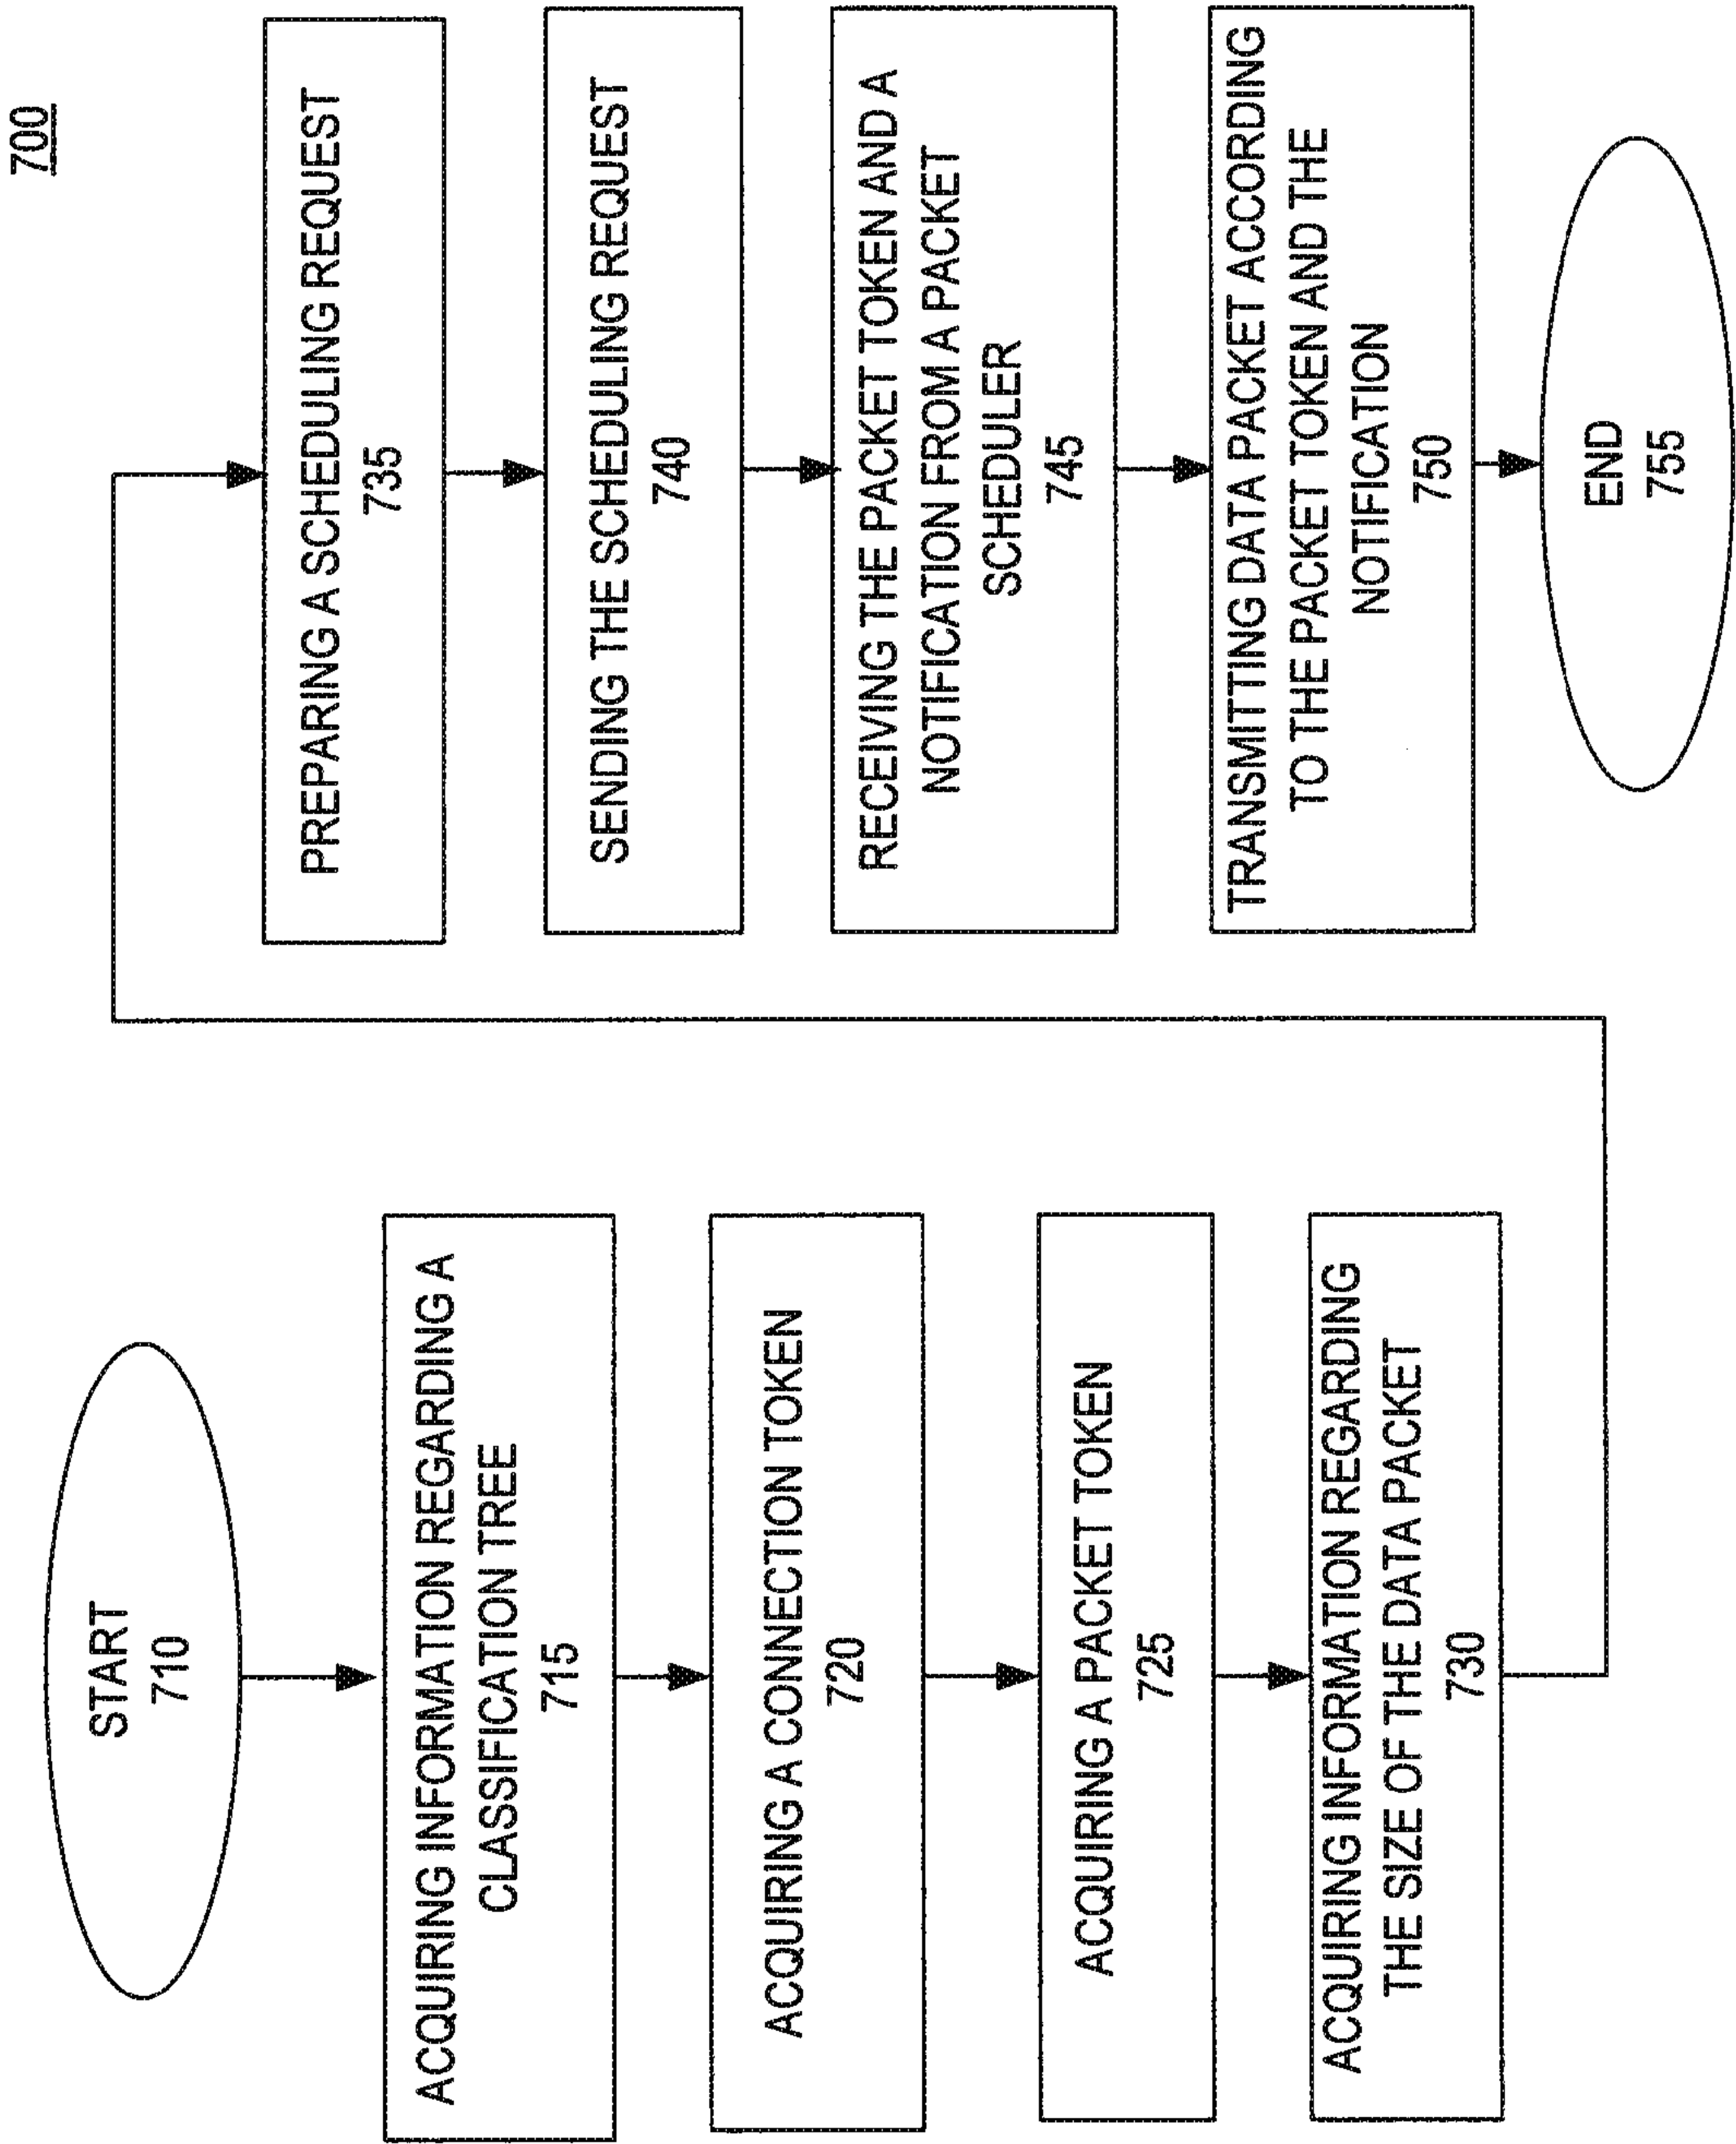 700
START
710
ACQUIRING INFORMATION REGARDING A
CLASSIFICATION TREE
715
ACQUIRING A CONNECTION TOKEN
720
ACQUIRING A PACKET TOKEN
725
ACQUIRING INFORMATION REGARDING
THE SIZE OF THE DATA PACKET
730
PREPARING A SCHEDULING REQUEST
735
SENDING THE SCHEDULING REQUEST
740
RECEIVING THE PACKET TOKEN AND A
NOTIFICATION FROM A PACKET
SCHEDULER
745
TRANSMITTING DATA PACKET ACCORDING
TO THE PACKET TOKEN AND THE
NOTIFICATION
750
END
755